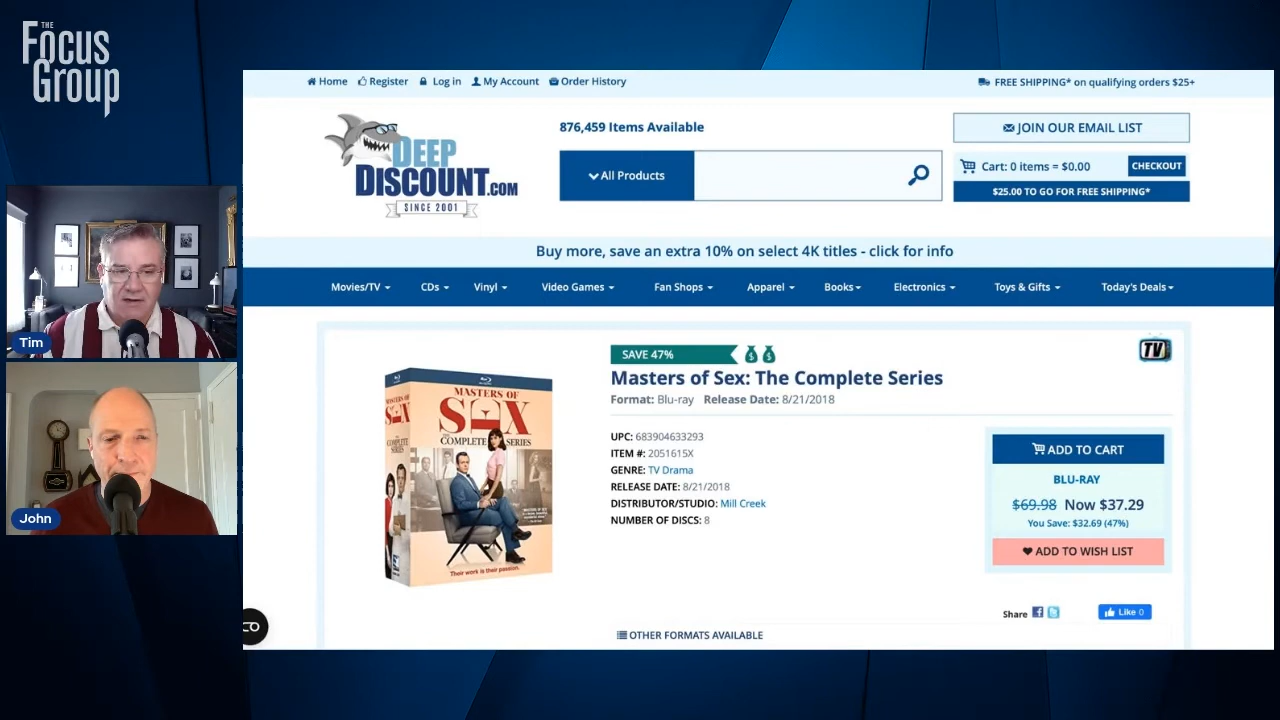 THE
FOCUS
GROUP
Home Register Log in My Account Order History
FREE SHIPPING* on qualifying orders $25+
DEEP
DISCOUNT.COM
SINCE 2001
876,459 Items Available
All Products
JOIN OUR EMAIL LIST
Cart: 0 items = $0.00
CHECKOUT
$25.00 TO GO FOR FREE SHIPPING*
Buy more, save an extra 10% on select 4K titles - click for info
Movies/TV CDs Vinyl Video Games Fan Shops Apparel Books Electronics Toys & Gifts Today's Deals
Tim
John
SAVE 47%
TV
Masters of Sex: The Complete Series
Format: Blu-ray Release Date: 8/21/2018
MASTERS OF
SEX
COMPLETE SERIES
Their work is their passion.
UPC: 683904633293
ITEM #: 2051615X
GENRE: TV Drama
RELEASE DATE: 8/21/2018
DISTRIBUTOR/STUDIO: Mill Creek
NUMBER OF DISCS: 8
ADD TO CART
BLU-RAY
$69.98 Now $37.29
You Save: $32.69 (47%)
ADD TO WISH LIST
Share
Like 0
OTHER FORMATS AVAILABLE